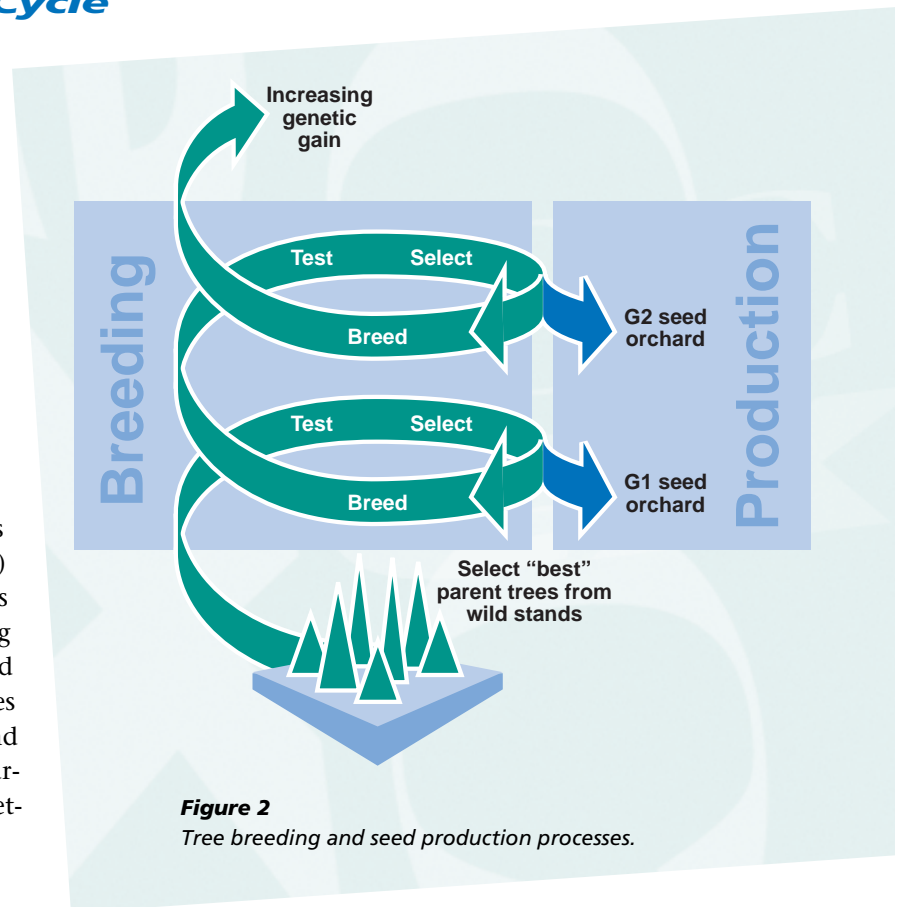 Cycle
Increasing
genetic
gain
Breeding
Test Select
Breed
G2 seed
orchard
Production
Test Select
Breed
G1 seed
orchard
Select “best”
parent trees from
wild stands
Figure 2
Tree breeding and seed production processes.